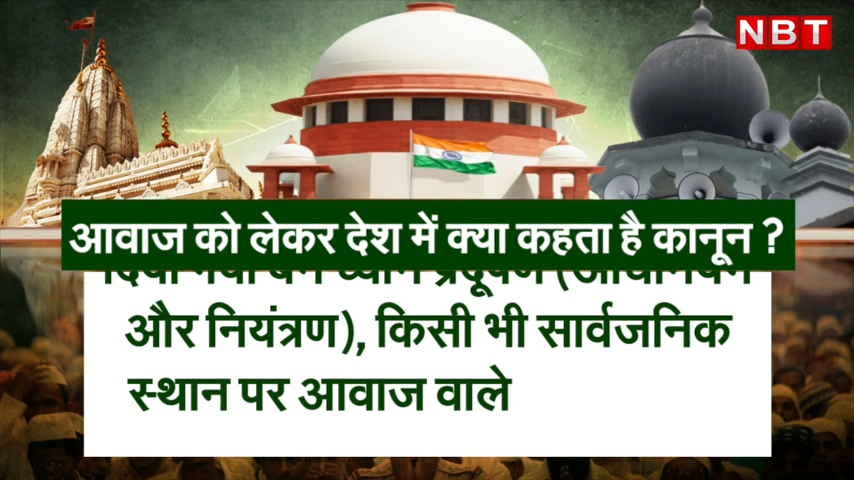 NBT
आवाज को लेकर देश में क्या कहता है कानून ?
और नियंत्रण), किसी भी सार्वजनिक
स्थान पर आवाज वाले